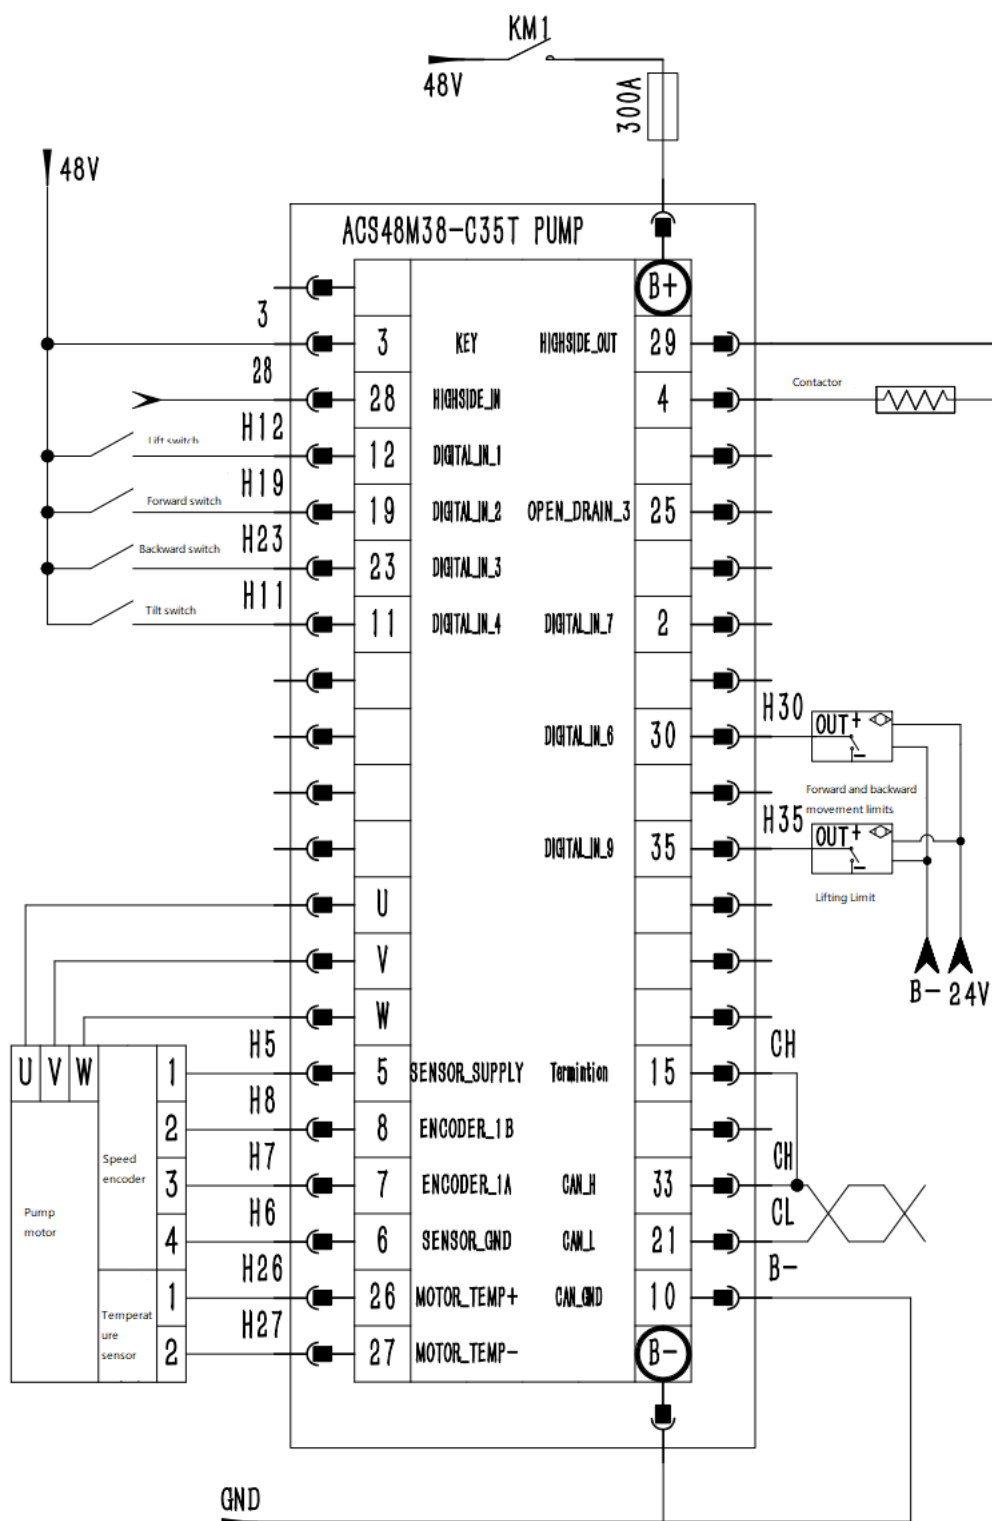 KM1
48V
300A
48V
ACS48M38-C35T PUMP
B+
3
3 KEY HIGHSIDE_OUT 29
28
28 HIGHSIDE_IN 4 Contactor
Lift switch H12
12 DIGITAL_IN_1
Forward switch H19
19 DIGITAL_IN_2 OPEN_DRAIN_3 25
Backward switch H23
23 DIGITAL_IN_3
Tilt switch H11
11 DIGITAL_IN_4 DIGITAL_IN_7 2
H30
DIGITAL_IN_6 30
OUT + −
Forward and backward
movement limits
H35
DIGITAL_IN_9 35
OUT + −
Lifting Limit
B− 24V
U
V
W
U V W
H5
1 5 SENSOR_SUPPLY Termintion 15 CH
H8
2 8 ENCODER_1B
Speed
encoder
H7
3 7 ENCODER_1A CAN_H 33 CH
Pump
motor
H6
4 6 SENSOR_GND CAN_L 21 CL
H26
1 26 MOTOR_TEMP+ CAN_GND 10 B−
Temperat
ure
sensor
H27
2 27 MOTOR_TEMP−
B−
GND